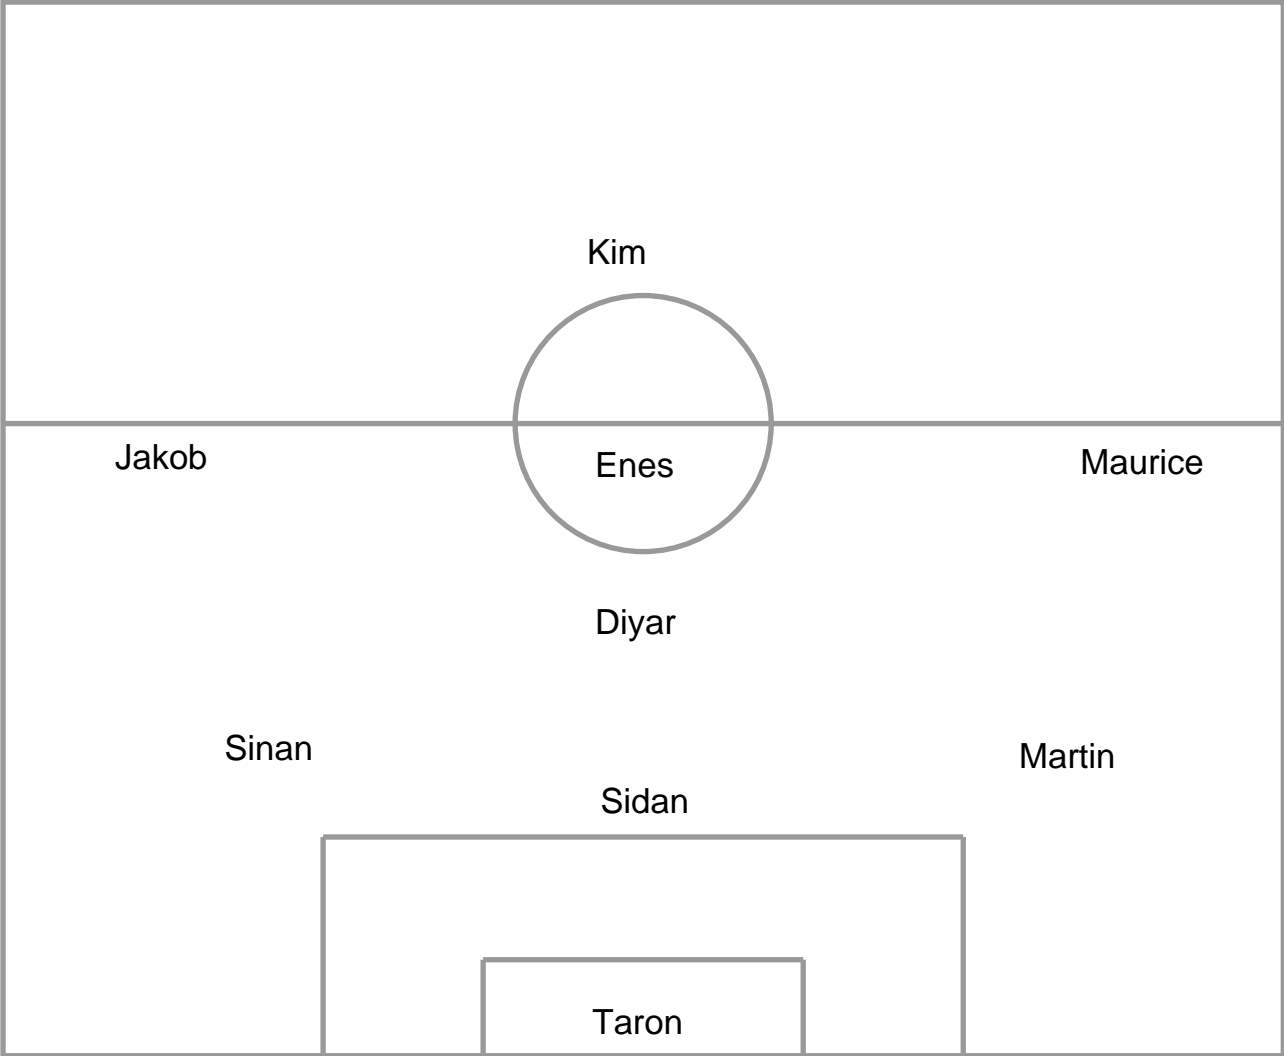 Kim
Jakob
Enes
Maurice
Diyar
Sinan
Martin
Sidan
Taron